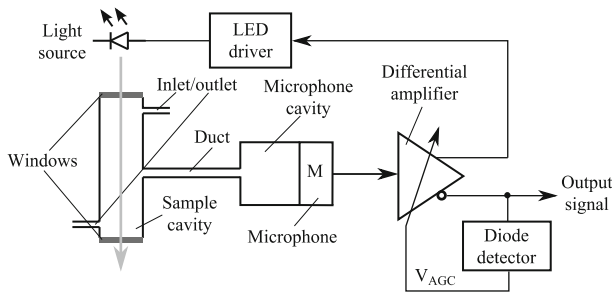 Light
source
LED
driver
Inlet/outlet
Microphone
cavity
Differential
amplifier
Duct
Windows
M
Sample
cavity
Microphone
Output
signal
Diode
detector
VAGC